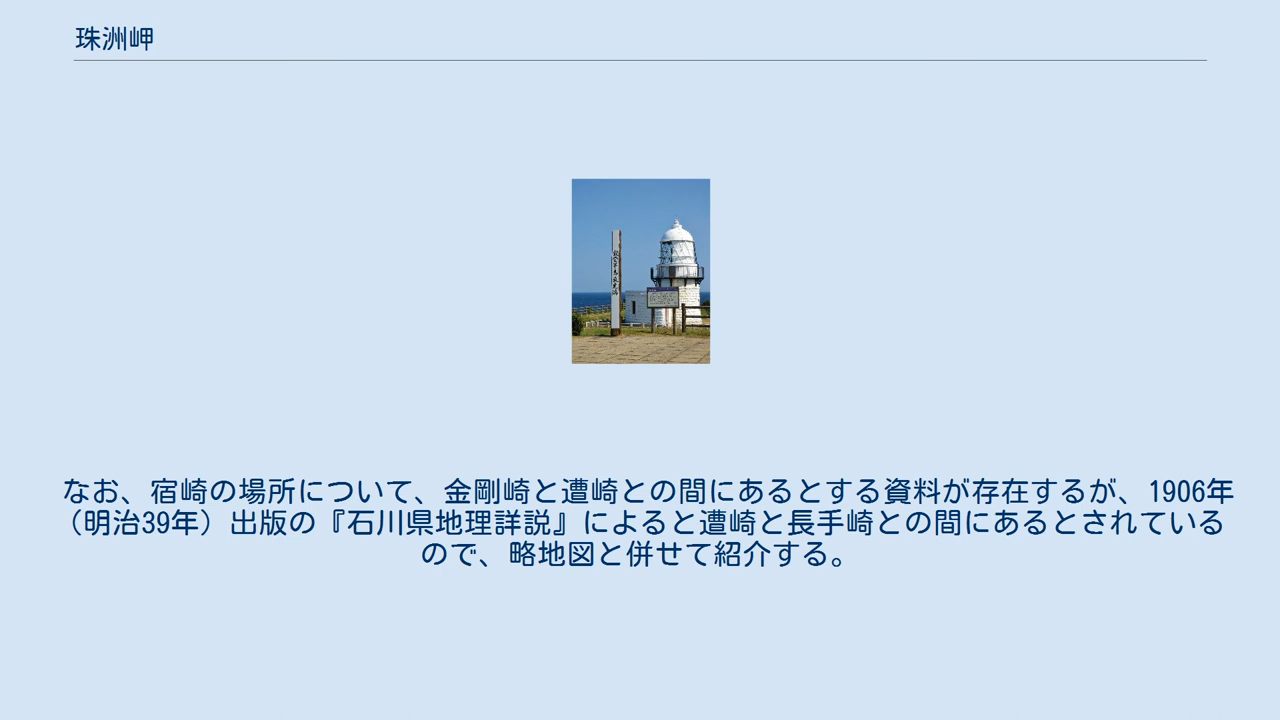 珠洲岬
なお、宿崎の場所について、金剛崎と遭崎との間にあるとする資料が存在するが、1906年
（明治39年）出版の『石川県地理詳説』によると遭崎と長手崎との間にあるとされている
ので、略地図と併せて紹介する。